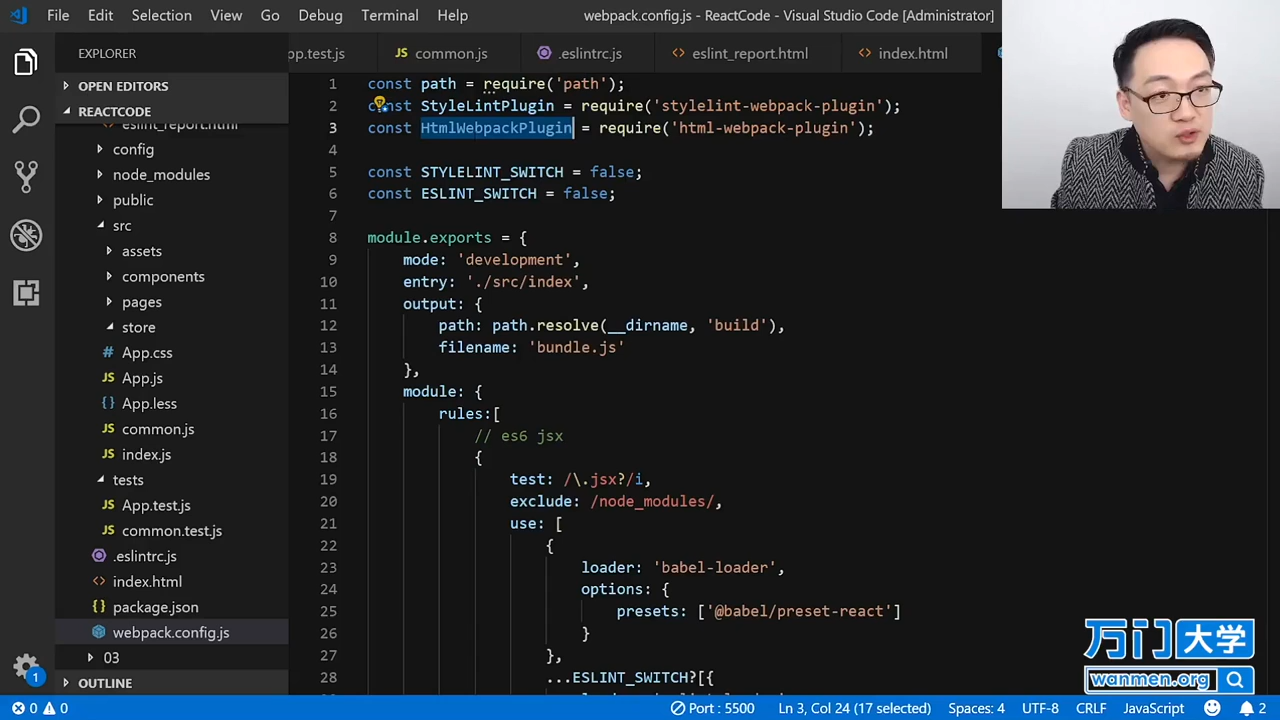 File Edit Selection View Go Debug Terminal Help webpack.config.js - ReactCode - Visual Studio Code [Administrator]
EXPLORER
OPEN EDITORS
REACTCODE
eslint_report.html
config
node_modules
public
src
assets
components
pages
store
App.css
App.js
App.less
common.js
index.js
tests
App.test.js
common.test.js
.eslintrc.js
index.html
package.json
webpack.config.js
03
OUTLINE
pp.test.js JS common.js .eslintrc.js <> eslint_report.html <> index.html
1 const path = require('path');
2 const StyleLintPlugin = require('stylelint-webpack-plugin');
3 const HtmlWebpackPlugin = require('html-webpack-plugin');
4
5 const STYLELINT_SWITCH = false;
6 const ESLINT_SWITCH = false;
7
8 module.exports = {
9 mode: 'development',
10 entry: './src/index',
11 output: {
12 path: path.resolve(__dirname, 'build'),
13 filename: 'bundle.js'
14 },
15 module: {
16 rules:[
17 // es6 jsx
18 {
19 test: /\.jsx?/i,
20 exclude: /node_modules/,
21 use: [
22 {
23 loader: 'babel-loader',
24 options: {
25 presets: ['@babel/preset-react']
26 }
27 },
28 ...ESLINT_SWITCH?[{
万门大学
wanmen.org
1
0 0 Port : 5500 Ln 3, Col 24 (17 selected) Spaces: 4 UTF-8 CRLF JavaScript 2